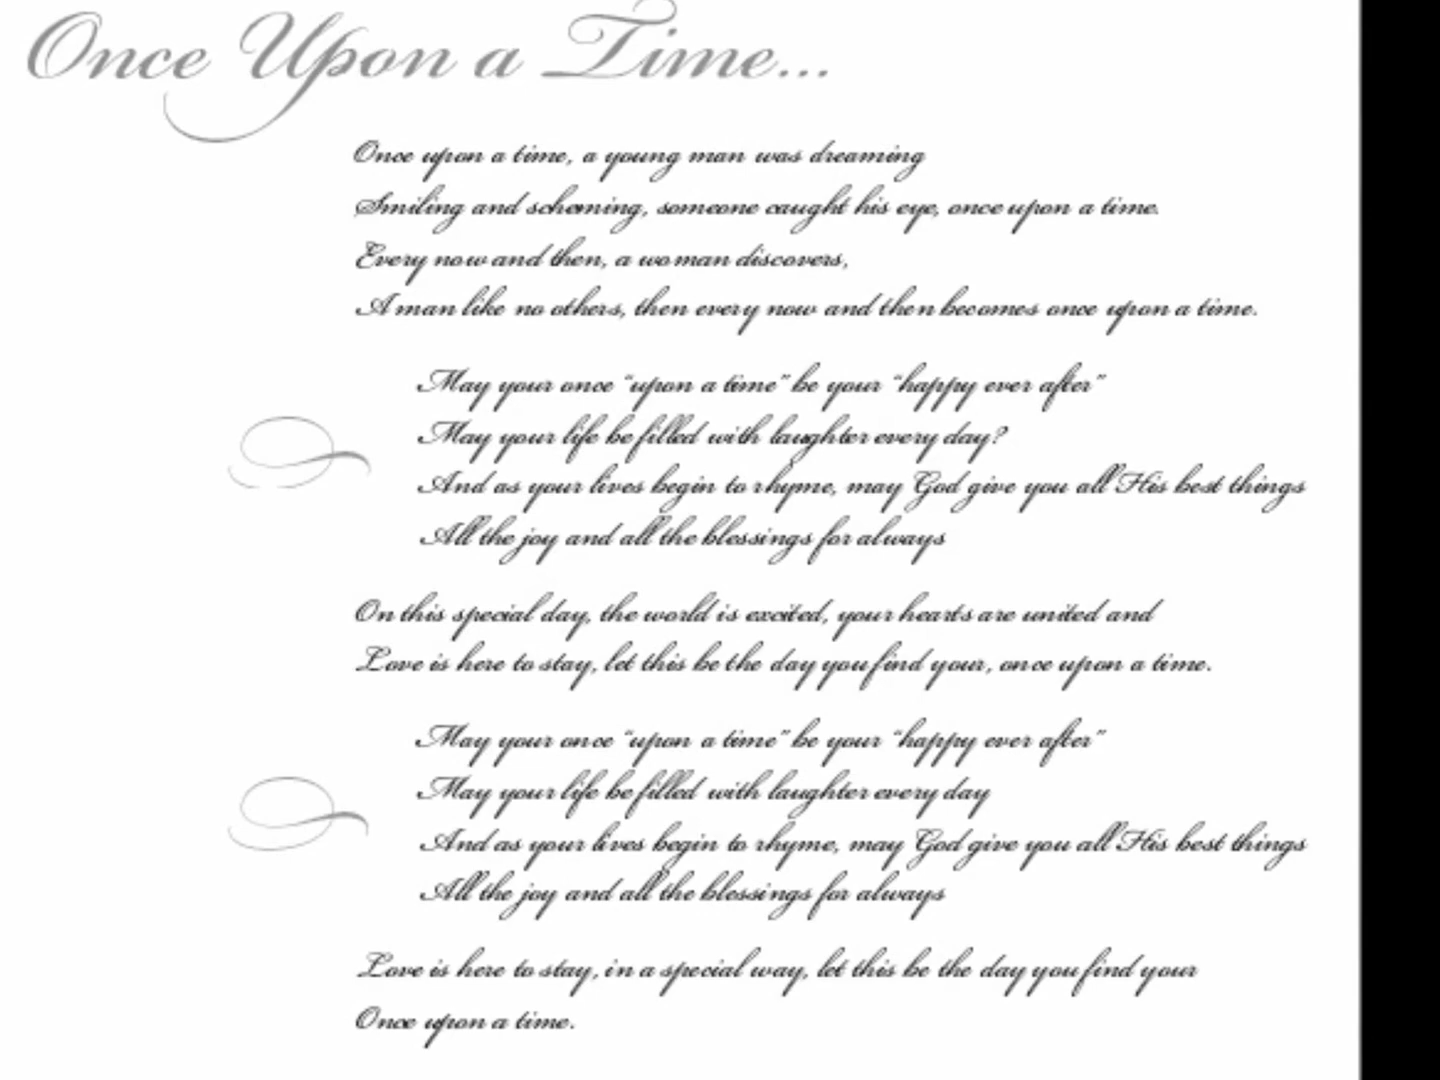 Once Upon a Time...
Once upon a time, a young man was dreaming
Smiling and scheming, someone caught his eye, once upon a time.
Every now and then, a woman discovers,
A man like no others, then every now and then becomes once upon a time.
May your once "upon a time" be your "happy ever after"
May your life be filled with laughter every day?
And as your lives begin to rhyme, may God give you all His best things
All the joy and all the blessings for always
On this special day, the world is excited, your hearts are united and
Love is here to stay, let this be the day you find your, once upon a time.
May your once "upon a time" be your "happy ever after"
May your life be filled with laughter every day
And as your lives begin to rhyme, may God give you all His best things
All the joy and all the blessings for always
Love is here to stay, in a special way, let this be the day you find your
Once upon a time.